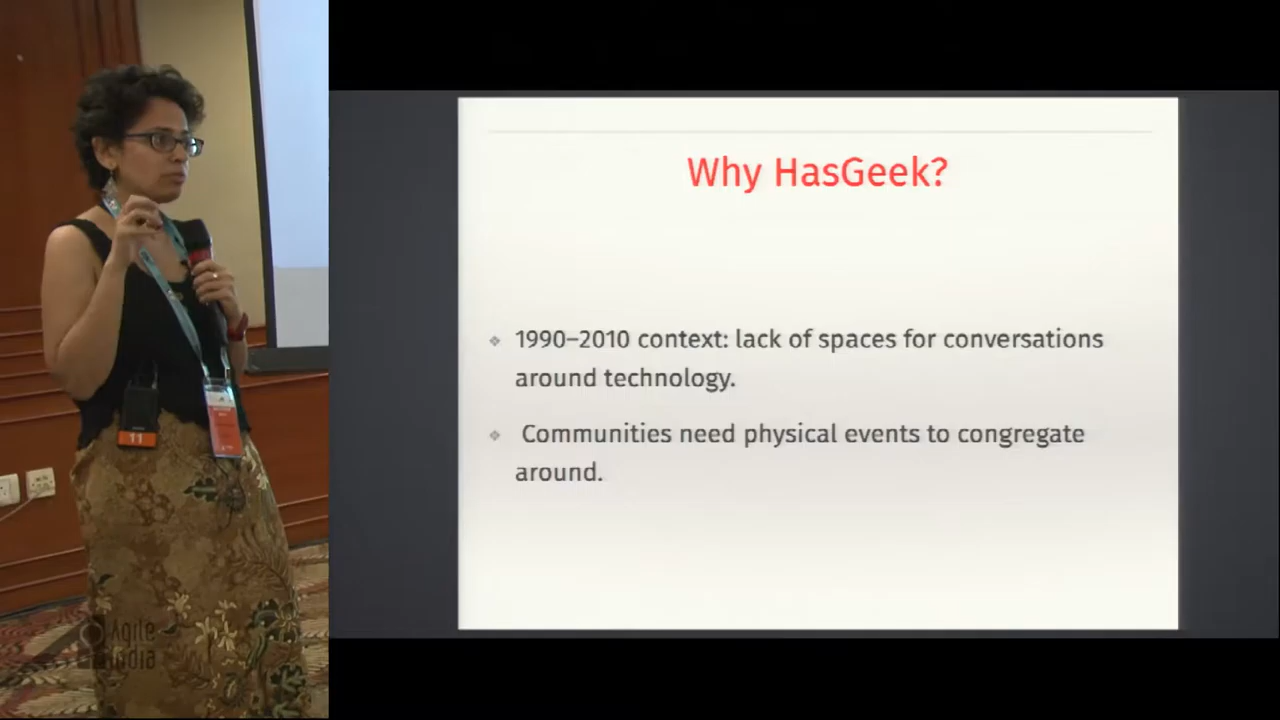 Why HasGeek?
1990–2010 context: lack of spaces for conversations
around technology.
Communities need physical events to congregate
around.
11
Agile
India